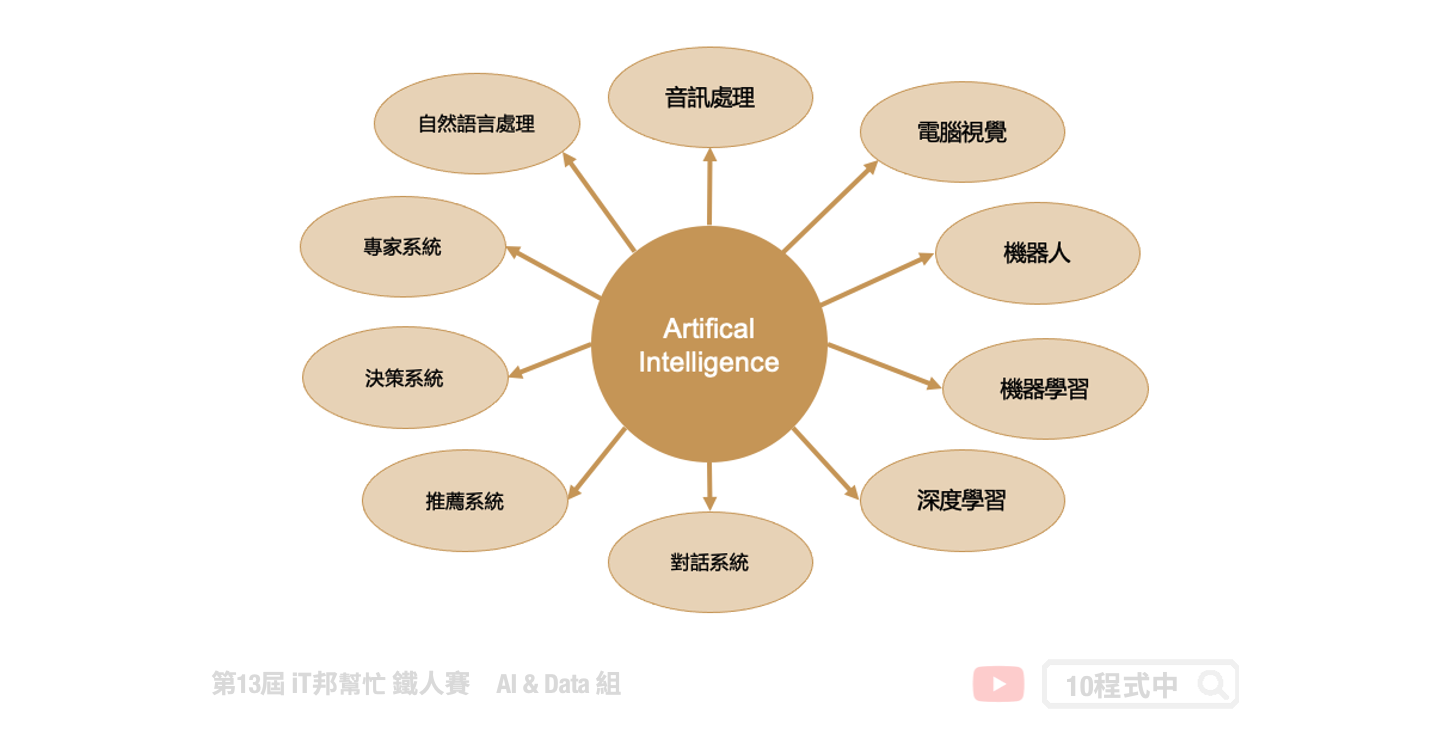 音訊處理
自然語言處理
電腦視覺
專家系統
機器人
Artifical
Intelligence
決策系統
機器學習
推薦系統
深度學習
對話系統
第13屆 iT邦幫忙 鐵人賽 AI & Data 組
10程式中